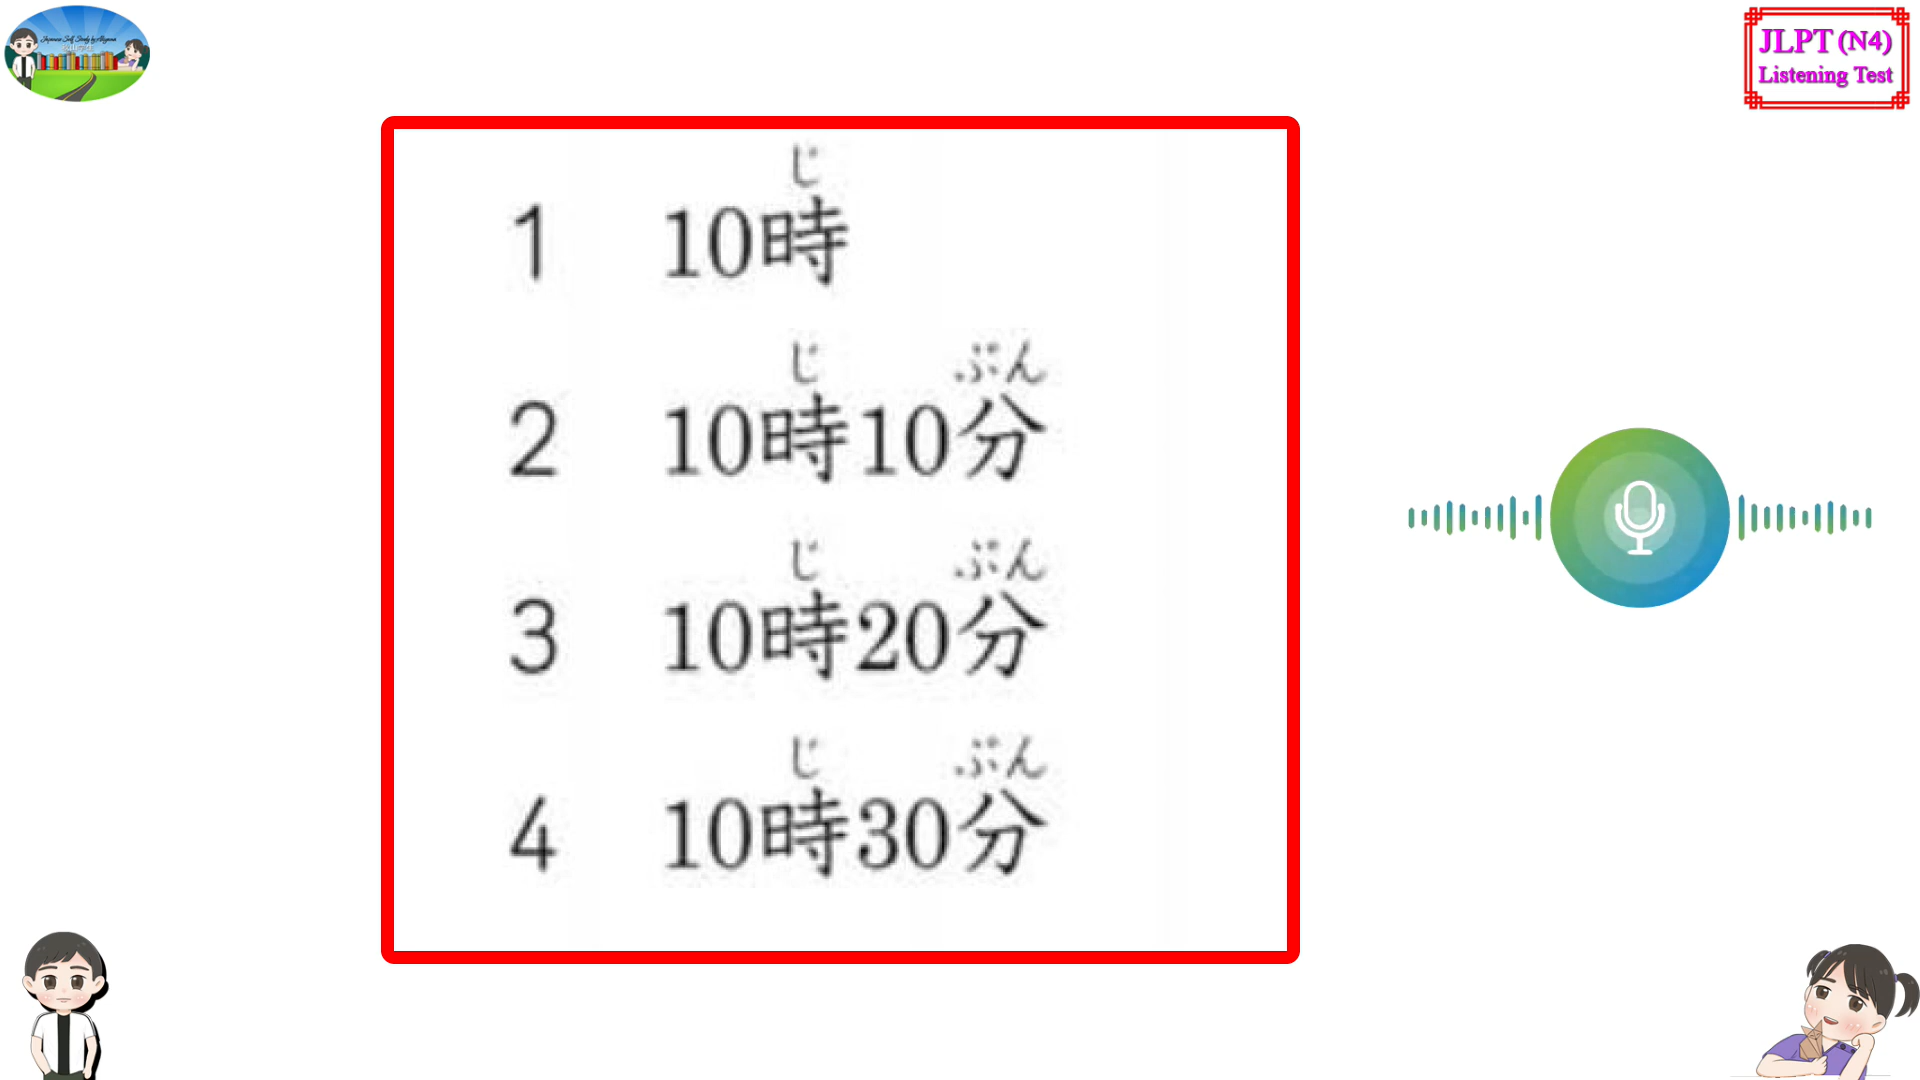 JLPT (N4)
Listening Test
じ
1 10時
じ ぷん
2 10時10分
じ ぷん
3 10時20分
じ ぷん
4 10時30分